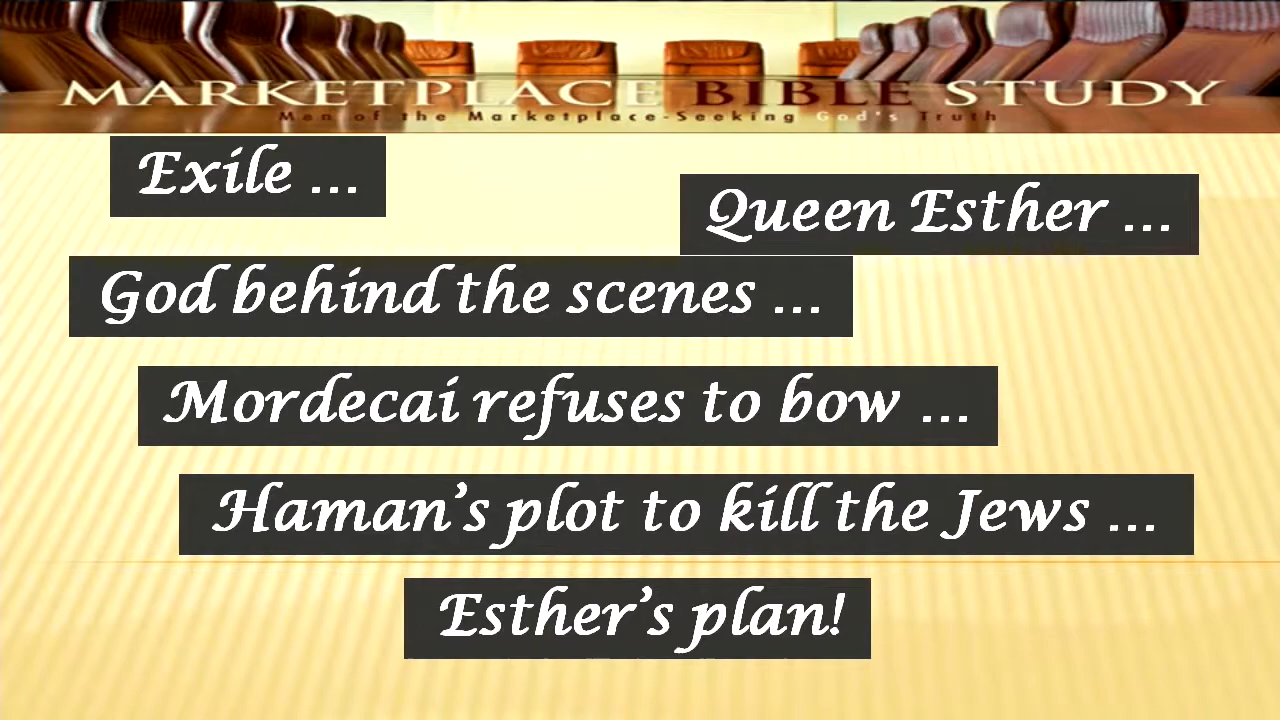 MARKETPLACE BIBLE STUDY
Men of the Marketplace-Seeking God's Truth
Exile ...
Queen Esther ...
God behind the scenes ...
Mordecai refuses to bow ...
Haman's plot to kill the Jews ...
Esther's plan!